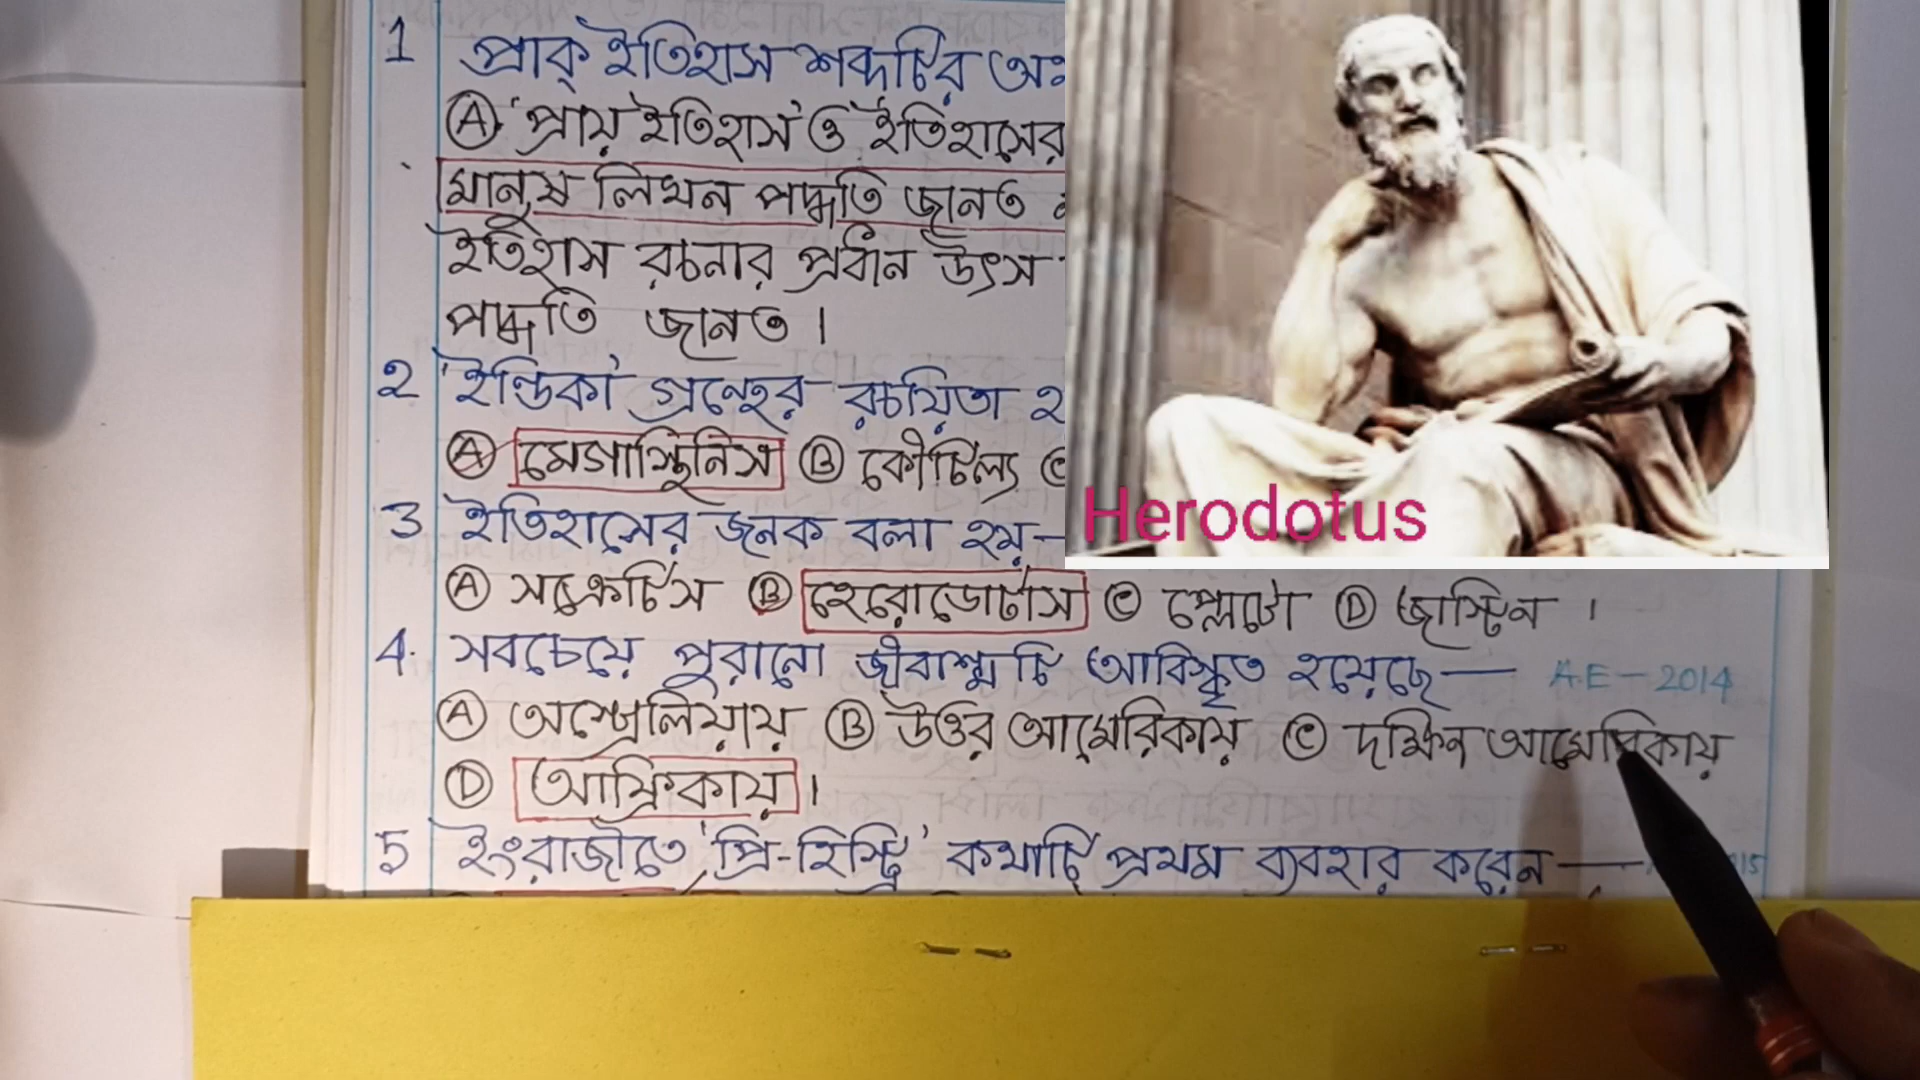 1 প্রাক্ ইতিহাস শব্দটির
Ⓐ 'প্রায় ইতিহাস' ও 'ইতিহাসের
মানুষ লিখন পদ্ধতি জানত
ইতিহাস রচনার প্রধান উৎস
পদ্ধতি জানত।
২ 'ইন্ডিকা' গ্রন্থের রচয়িতা
Ⓐ মেগাস্থিনিস Ⓑ কৌটিল্য Ⓒ
3 ইতিহাসের জনক বলা হয়—
Herodotus
Ⓐ সক্রেটিস Ⓑ হেরোডোটাস Ⓒ প্লেটো Ⓓ জাস্টিন ।
4. সবচেয়ে পুরানো জীবাশ্ম টি আবিস্কৃত হয়েছে— A.E – 2014
Ⓐ অস্ট্রেলিয়ায় Ⓑ উত্তর আমেরিকায় Ⓒ দক্ষিন আমেরিকায়
Ⓓ আফ্রিকায়।
5 ইংরাজীতে 'প্রি-হিস্ট্রি' কথাটি প্রথম ব্যবহার করেন —